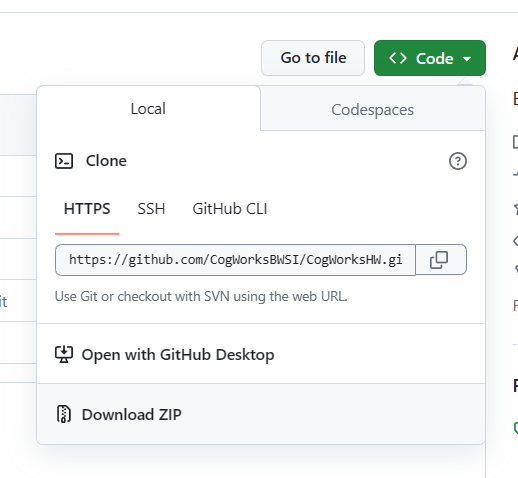 Go to file
Code
Local
Codespaces
Clone
HTTPS
SSH
GitHub CLI
https://github.com/CogWorksBWSI/CogWorksHW.gi
Use Git or checkout with SVN using the web URL.
it
Open with GitHub Desktop
Download ZIP